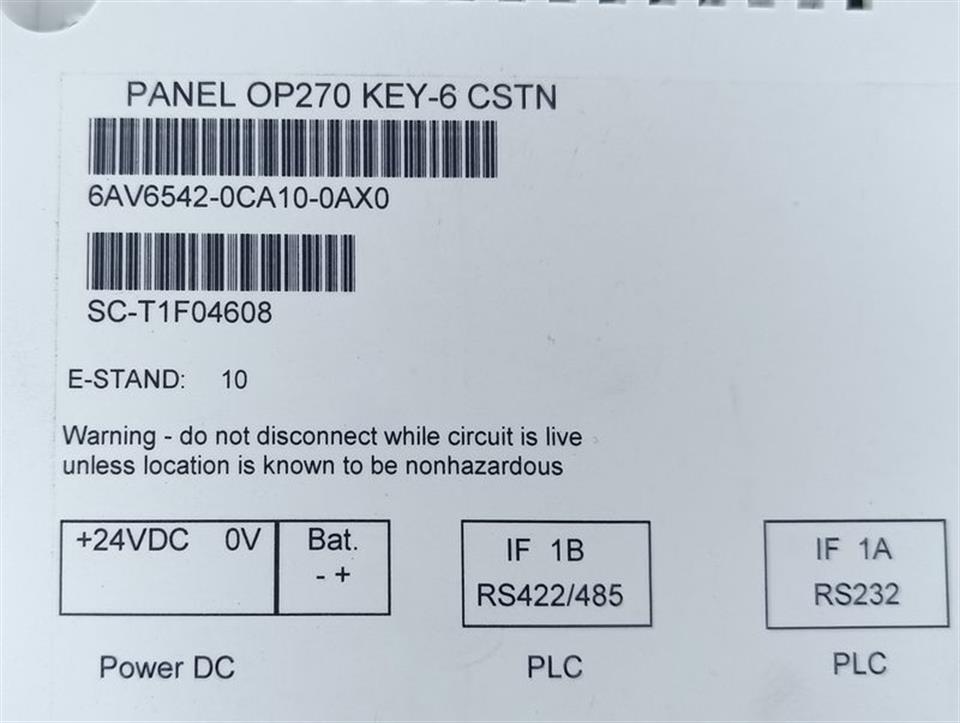 PANEL OP270 KEY-6 CSTN
6AV6542-0CA10-0AX0
SC-T1F04608
E-STAND: 10
Warning - do not disconnect while circuit is live
unless location is known to be nonhazardous
+24VDC 0V Bat.
- +
IF 1B
RS422/485
IF 1A
RS232
Power DC
PLC
PLC